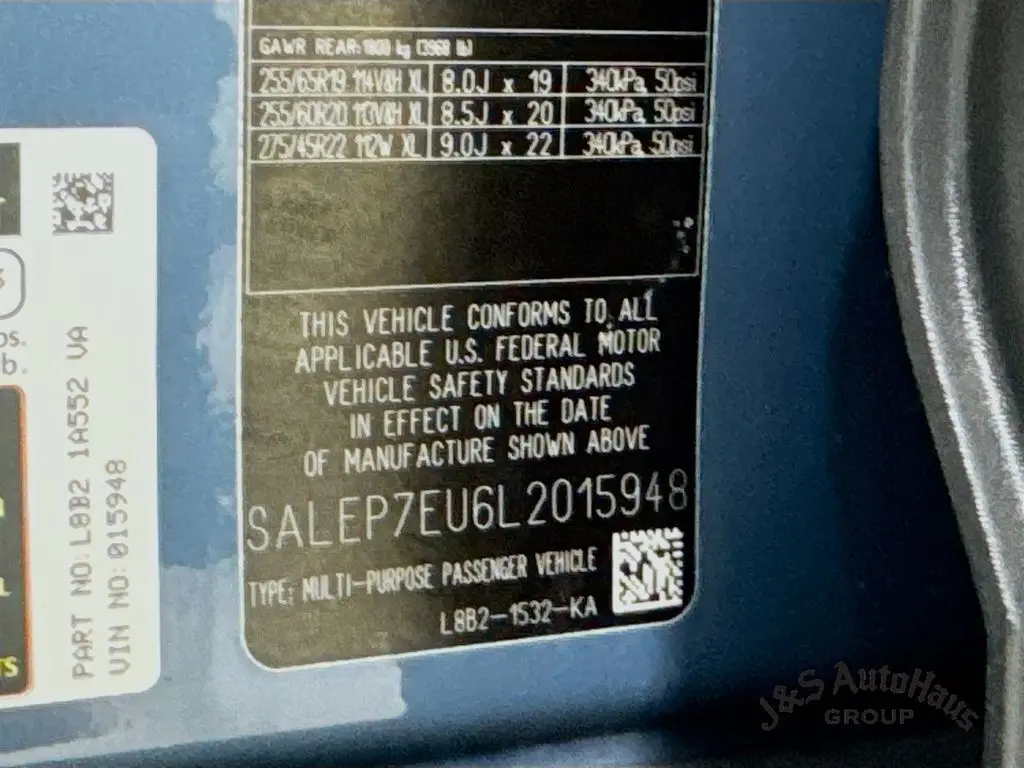 GAWR REAR: 1800 kg (3968 lb)
255/65R19 114V&H XL 8.0J x 19 340kPa, 50psi
255/60R20 113V&H XL 8.5J x 20 340kPa, 50psi
275/45R22 112W XL 9.0J x 22 340kPa, 50psi
THIS VEHICLE CONFORMS TO ALL
APPLICABLE U.S. FEDERAL MOTOR
VEHICLE SAFETY STANDARDS
IN EFFECT ON THE DATE
OF MANUFACTURE SHOWN ABOVE
SALEP7EU6L2015948
TYPE: MULTI-PURPOSE PASSENGER VEHICLE
L8B2-1532-KA
PART NO: L8B2 1A552 VA
VIN NO: 015948
J&S AutoHaus
GROUP